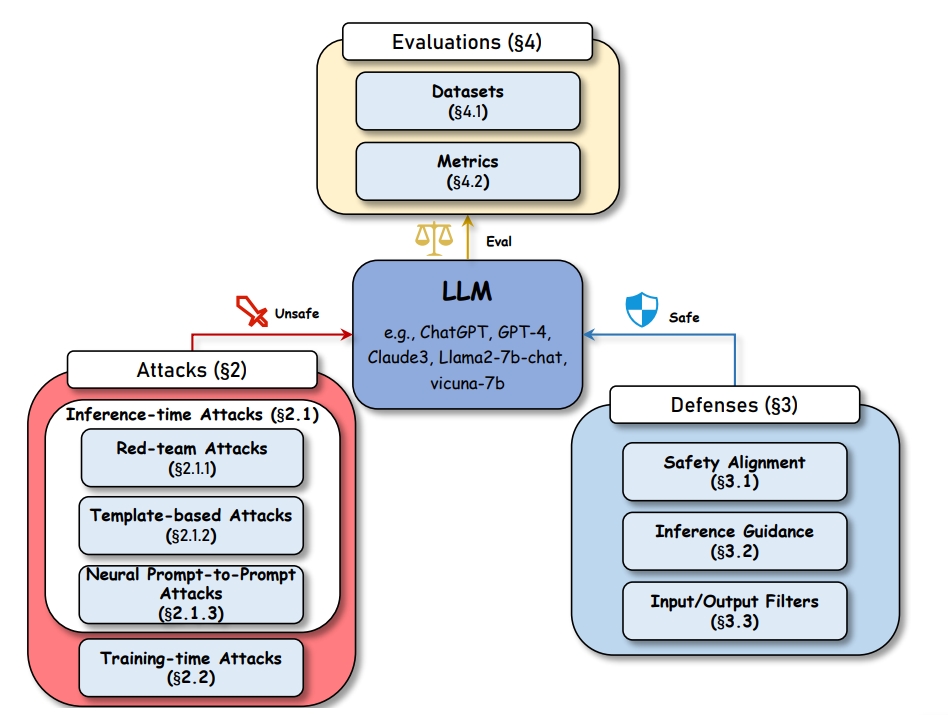 Evaluations (§4)
Datasets
(§4.1)
Metrics
(§4.2)
Eval
LLM
e.g., ChatGPT, GPT-4,
Claude3, Llama2-7b-chat,
vicuna-7b
Unsafe
Safe
Attacks (§2)
Inference-time Attacks (§2.1)
Red-team Attacks
(§2.1.1)
Template-based Attacks
(§2.1.2)
Neural Prompt-to-Prompt
Attacks
(§2.1.3)
Training-time Attacks
(§2.2)
Defenses (§3)
Safety Alignment
(§3.1)
Inference Guidance
(§3.2)
Input/Output Filters
(§3.3)